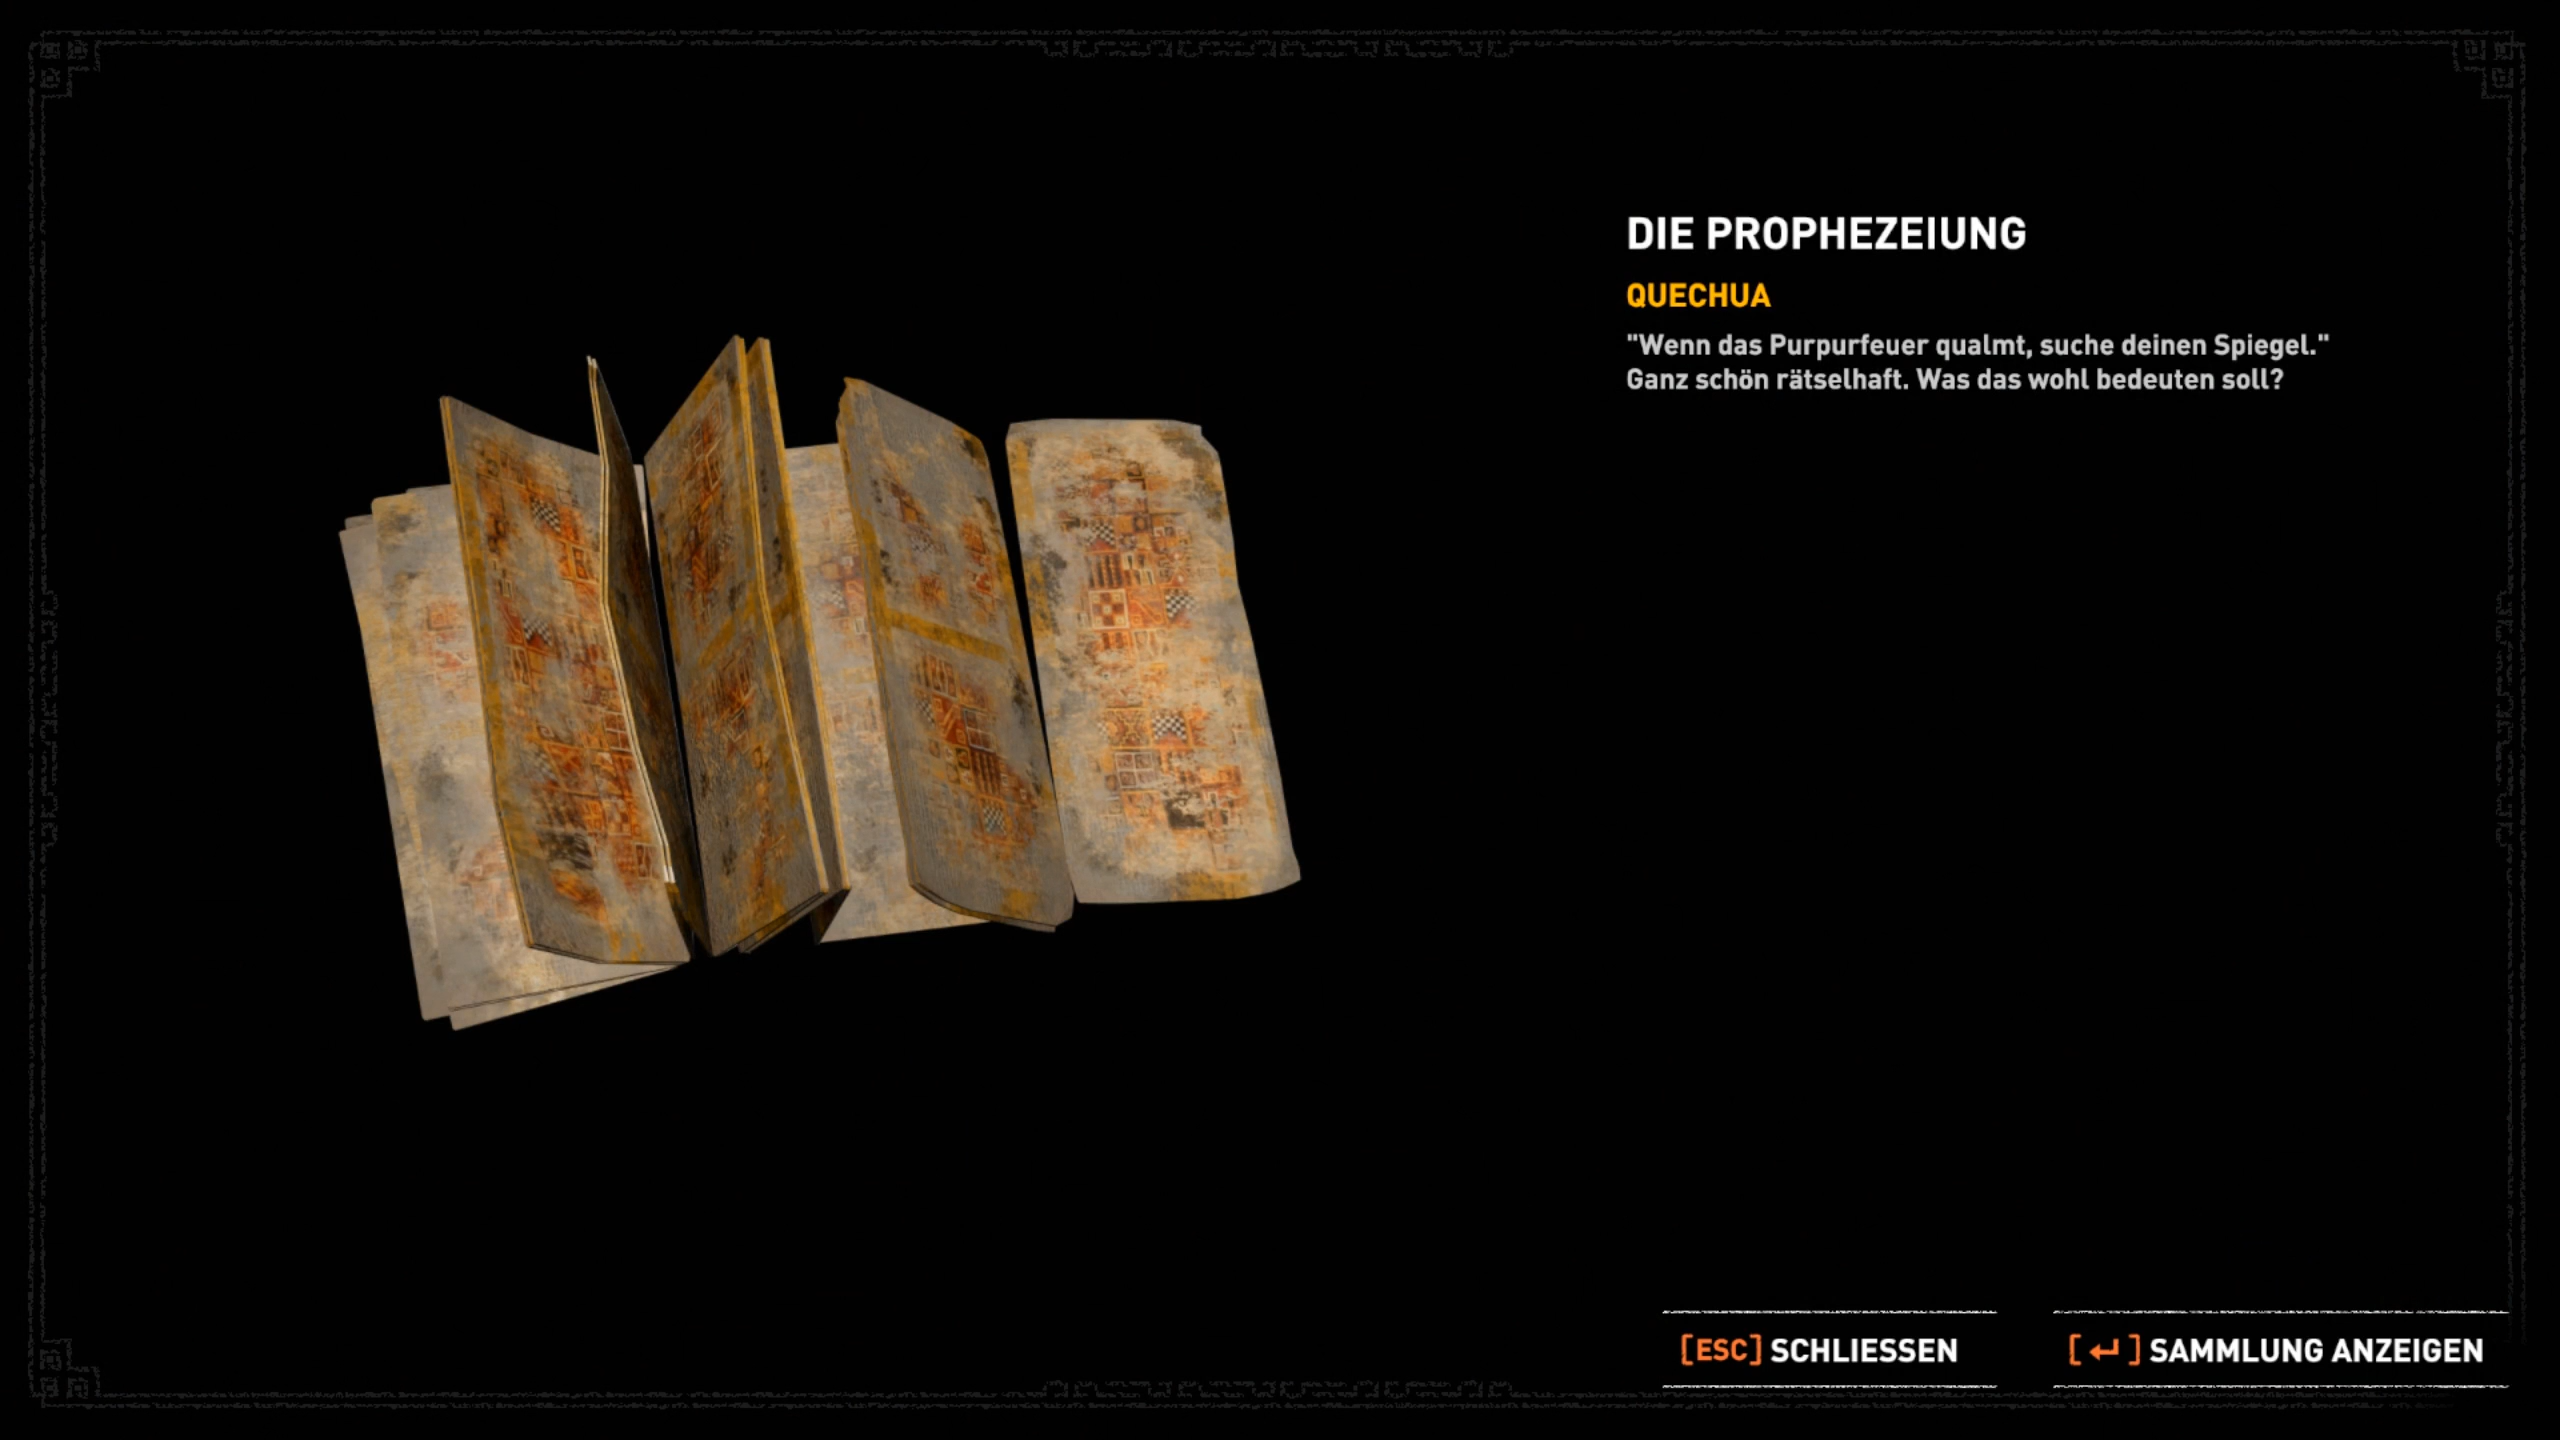 DIE PROPHEZEIUNG
QUECHUA
"Wenn das Purpurfeuer qualmt, suche deinen Spiegel."
Ganz schön rätselhaft. Was das wohl bedeuten soll?
[ESC] SCHLIESSEN
[↵] SAMMLUNG ANZEIGEN